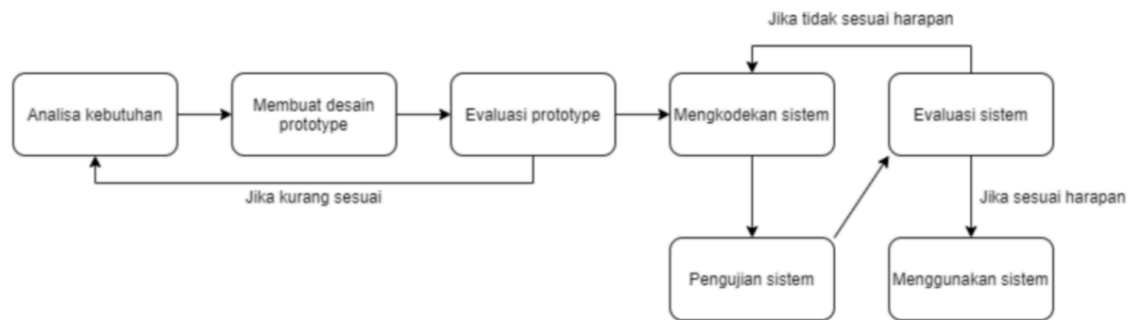 Jika tidak sesuai harapan
Analisa kebutuhan
Membuat desain
prototype
Evaluasi prototype
Mengkodekan sistem
Evaluasi sistem
Jika kurang sesuai
Jika sesuai harapan
Pengujian sistem
Menggunakan sistem